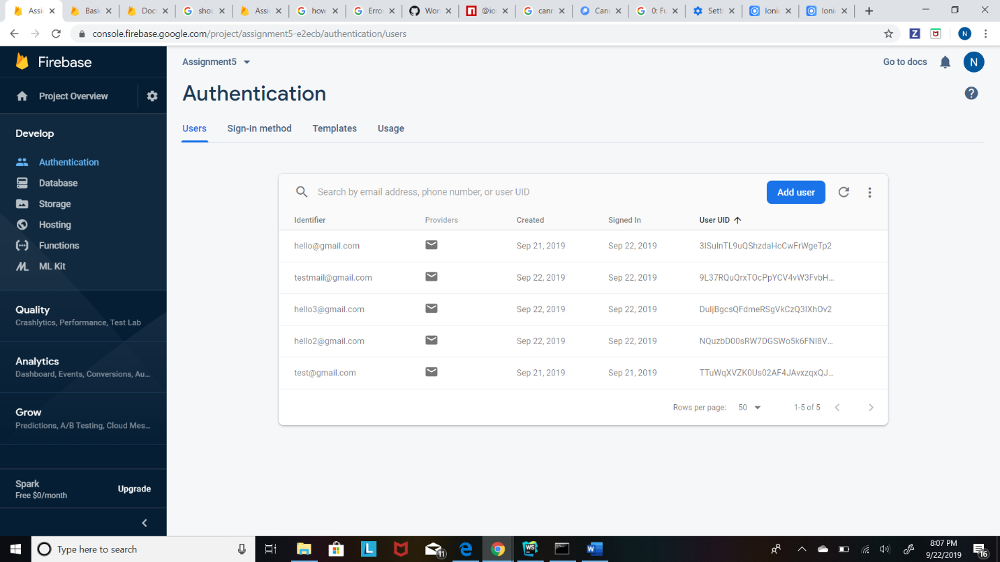 Assig
Basi
Doc
shou
Assi
how
Erro
Wor
@io
cann
Cann
0: Fu
Setti
Ionic
Ionic
console.firebase.google.com/project/assignment5-e2ecb/authentication/users
Z
N
Firebase
Assignment5
Go to docs
N
Project Overview
Authentication
Users Sign-in method Templates Usage
Develop
Authentication
Database
Storage
Hosting
Functions
ML Kit
Quality
Crashlytics, Performance, Test Lab
Analytics
Dashboard, Events, Conversions, Au...
Grow
Predictions, A/B Testing, Cloud Mes...
Spark
Free $0/month
Upgrade
Search by email address, phone number, or user UID
Add user
Identifier Providers Created Signed In User UID
hello@gmail.com Sep 21, 2019 Sep 22, 2019 3ISuInTL9uQShzdaHcCwFrWgeTp2
testmail@gmail.com Sep 22, 2019 Sep 22, 2019 9L37RQuQrxTOcPpYCV4vW3FvbH...
hello3@gmail.com Sep 22, 2019 Sep 22, 2019 DuIjBgcsQFdmeRSgVkCzQ3IXhOv2
hello2@gmail.com Sep 22, 2019 Sep 22, 2019 NQuzbD00sRW7DGSWo5k6FNI8V...
test@gmail.com Sep 21, 2019 Sep 21, 2019 TTuWqXVZK0Us02AF4JAvxzqxQJ...
Rows per page: 50 1-5 of 5
Type here to search
L
11
WS
W
8:07 PM
9/22/2019
16